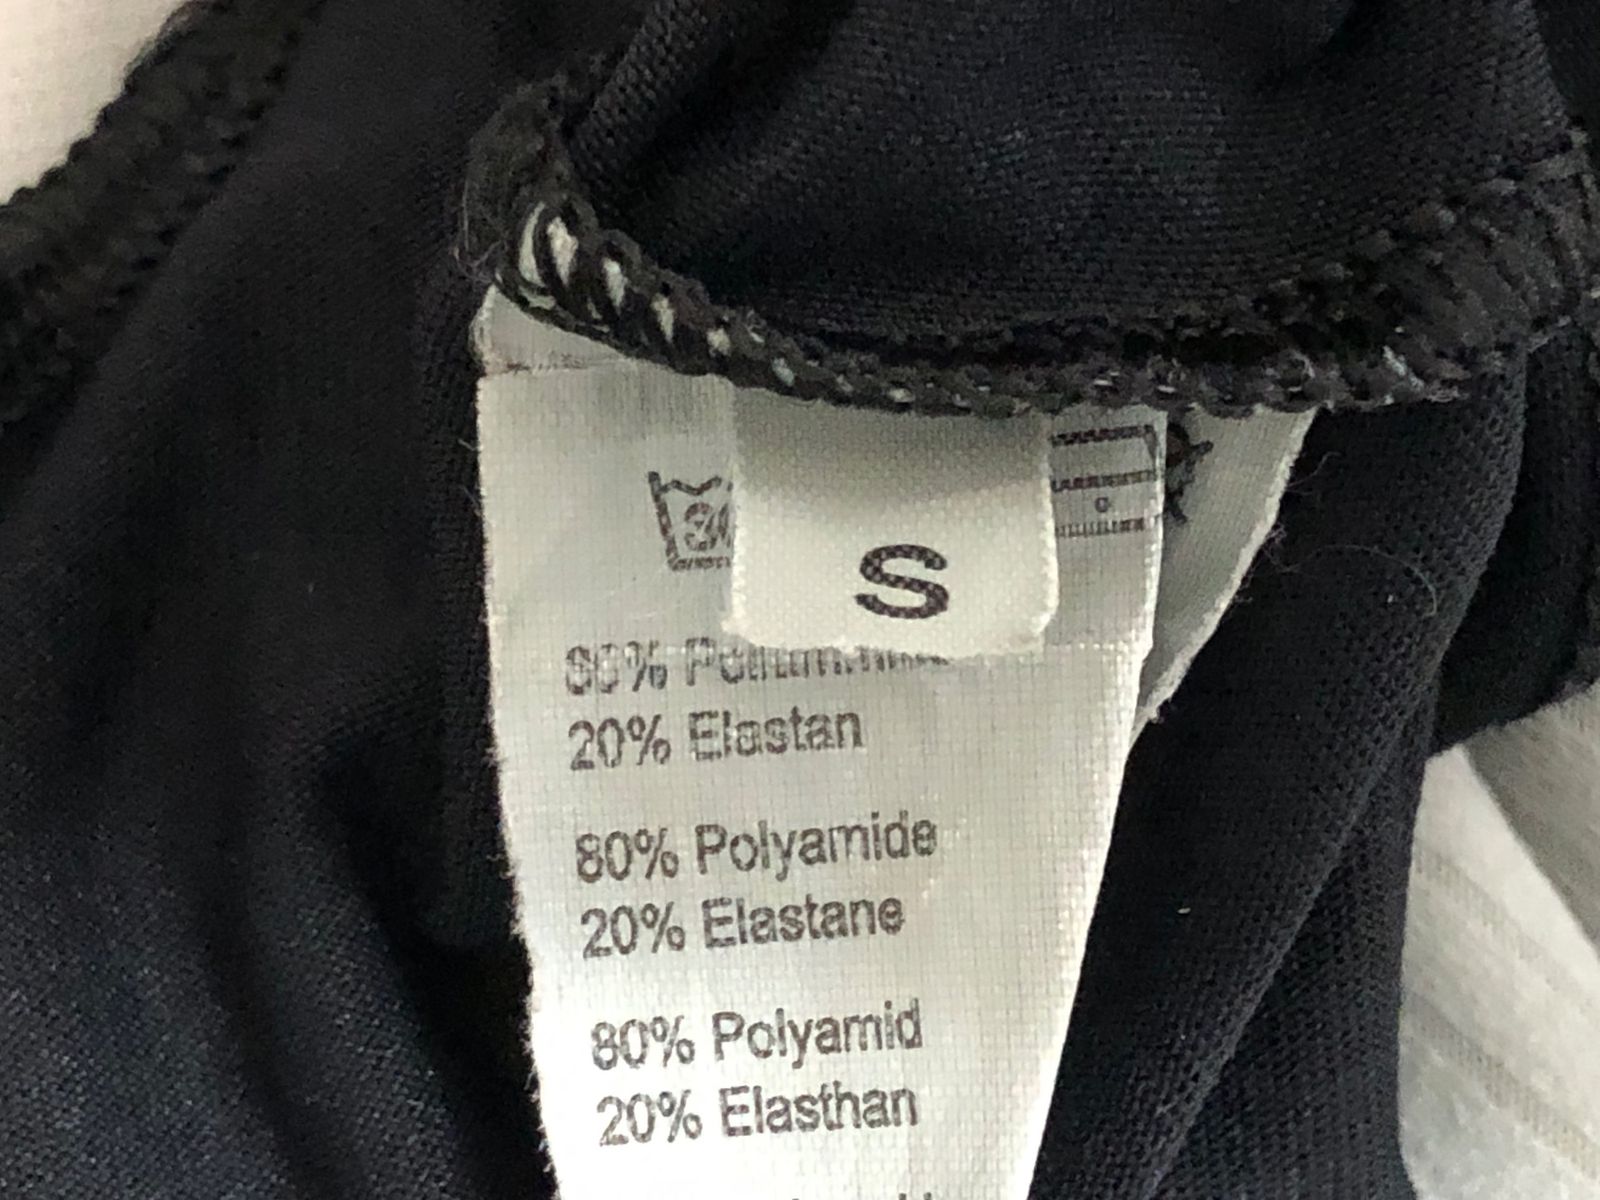 S
20% Elastan
80% Polyamide
20% Elastane
80% Polyamid
20% Elasthan